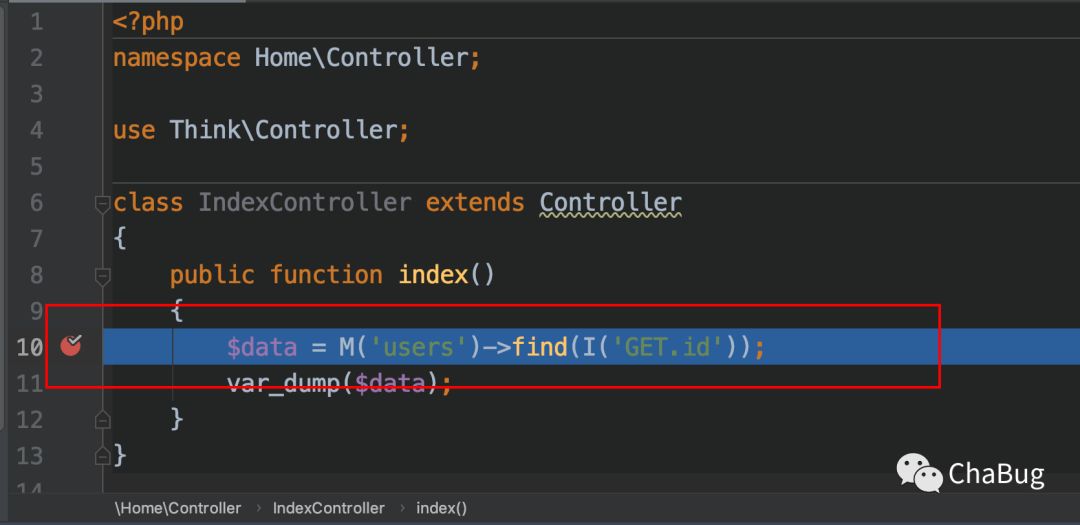 1 <?php
2 namespace Home\Controller;
3
4 use Think\Controller;
5
6 class IndexController extends Controller
7 {
8 public function index()
9 {
10 $data = M('users')->find(I('GET.id'));
11 var_dump($data);
12 }
13 }
14
ChaBug
\Home\Controller › IndexController › index()